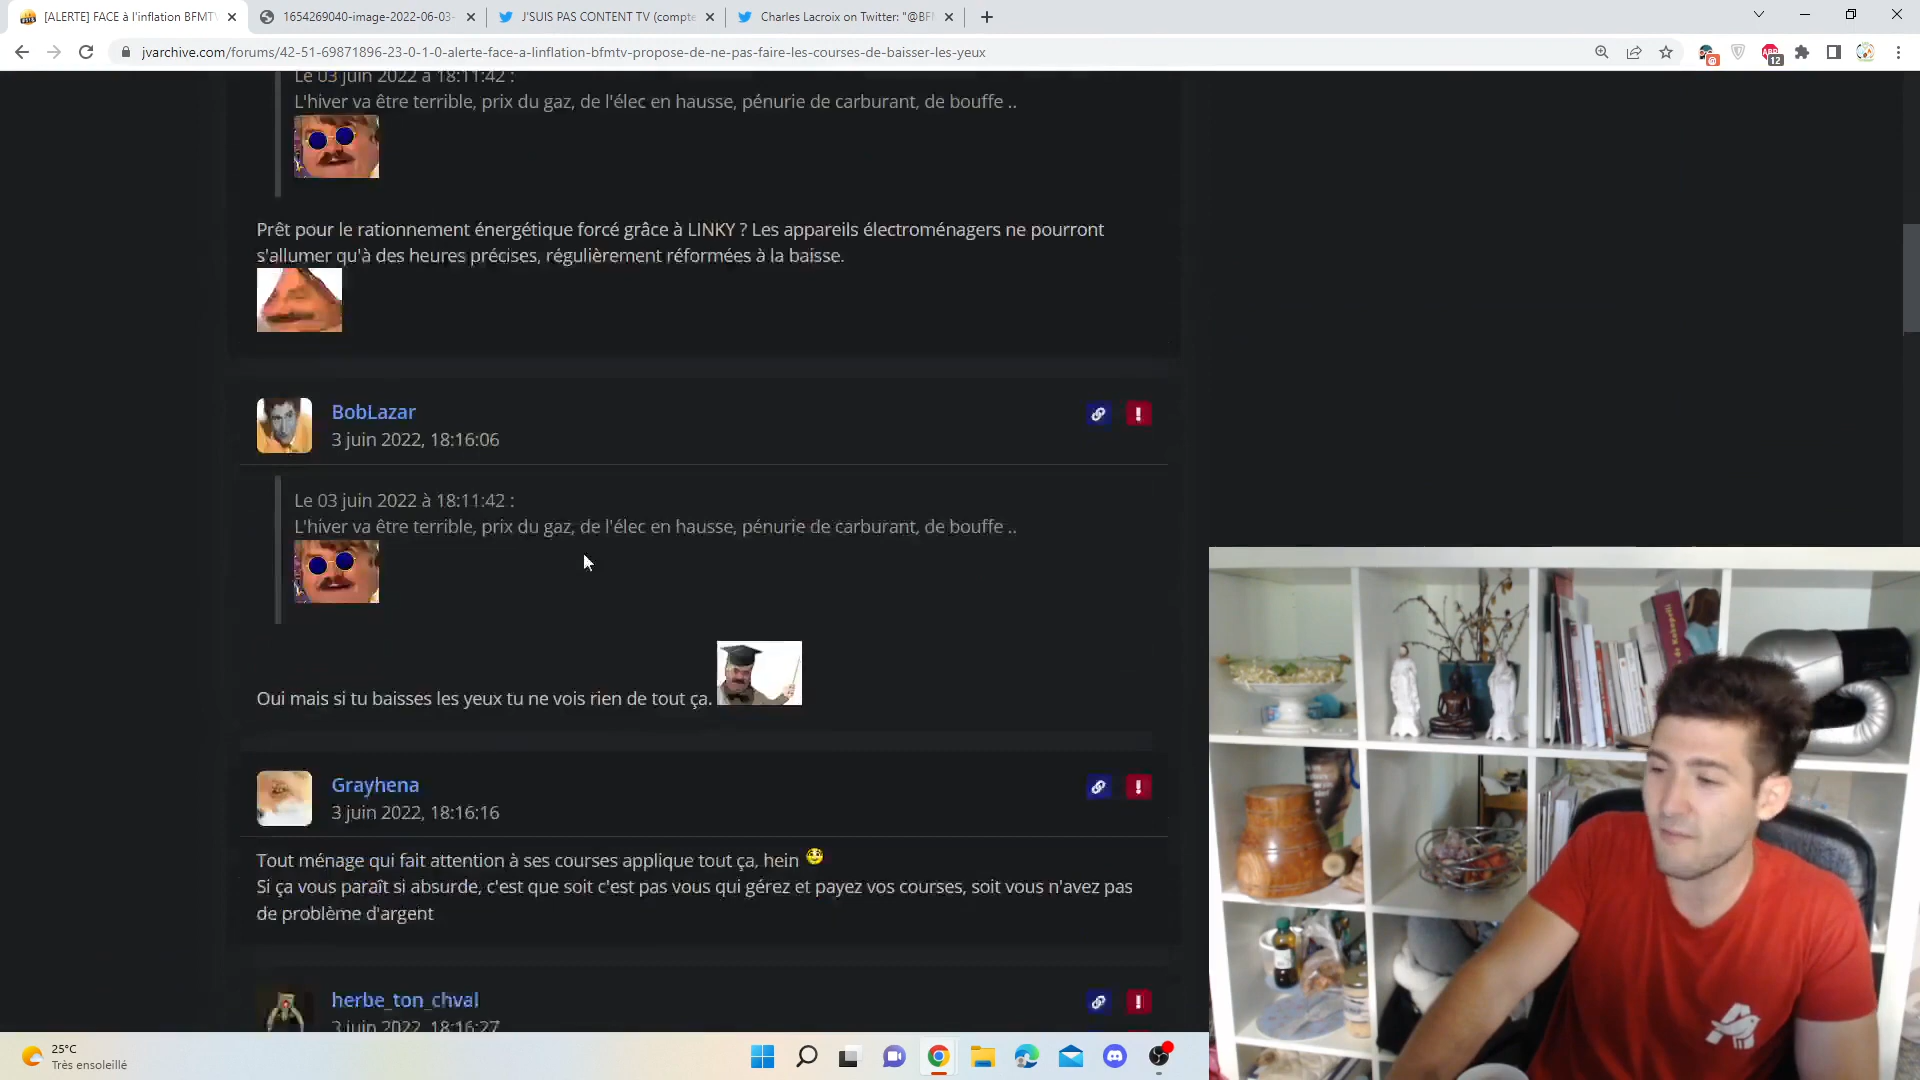 [ALERTE] FACE à l'inflation BFMTV
1654269040-image-2022-06-03-
J'SUIS PAS CONTENT TV (compte
Charles Lacroix on Twitter: "@BFM
jvarchive.com/forums/42-51-69871896-23-0-1-0-alerte-face-a-linflation-bfmtv-propose-de-ne-pas-faire-les-courses-de-baisser-les-yeux
12
Le 03 juin 2022 à 18:11:42 :
L'hiver va être terrible, prix du gaz, de l'élec en hausse, pénurie de carburant, de bouffe ..
Prêt pour le rationnement énergétique forcé grâce à LINKY ? Les appareils électroménagers ne pourront
s'allumer qu'à des heures précises, régulièrement réformées à la baisse.
BobLazar
3 juin 2022, 18:16:06
Le 03 juin 2022 à 18:11:42 :
L'hiver va être terrible, prix du gaz, de l'élec en hausse, pénurie de carburant, de bouffe ..
Oui mais si tu baisses les yeux tu ne vois rien de tout ça.
Grayhena
3 juin 2022, 18:16:16
Tout ménage qui fait attention à ses courses applique tout ça, hein
Si ça vous paraît si absurde, c'est que soit c'est pas vous qui gérez et payez vos courses, soit vous n'avez pas
de problème d'argent
herbe_ton_chval
3 juin 2022, 18:16:27
25°C
Très ensoleillé